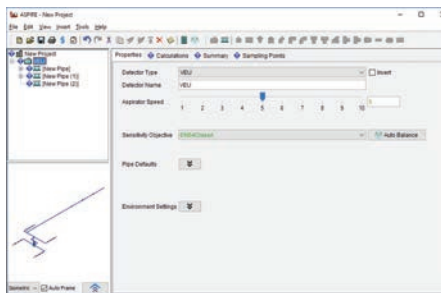 ASPIRE - New Project
File Edit View Insert Tools Help
New Project
[New Pipe]
[New Pipe (1)]
[New Pipe (2)]
Properties Calculations Summary Sampling Points
Detector Type VEU Invert
Detector Name VEU
Aspirator Speed
1 2 3 4 5 6 7 8 9 10
Sensitivity Objective Auto Balance
Pipe Defaults
Environment Settings
Isometric Auto Frame